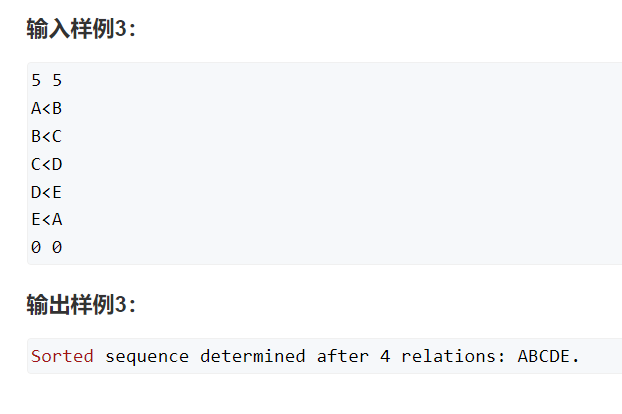 输入样例3：
5 5
A<B
B<C
C<D
D<E
E<A
0 0
输出样例3：
Sorted sequence determined after 4 relations: ABCDE.